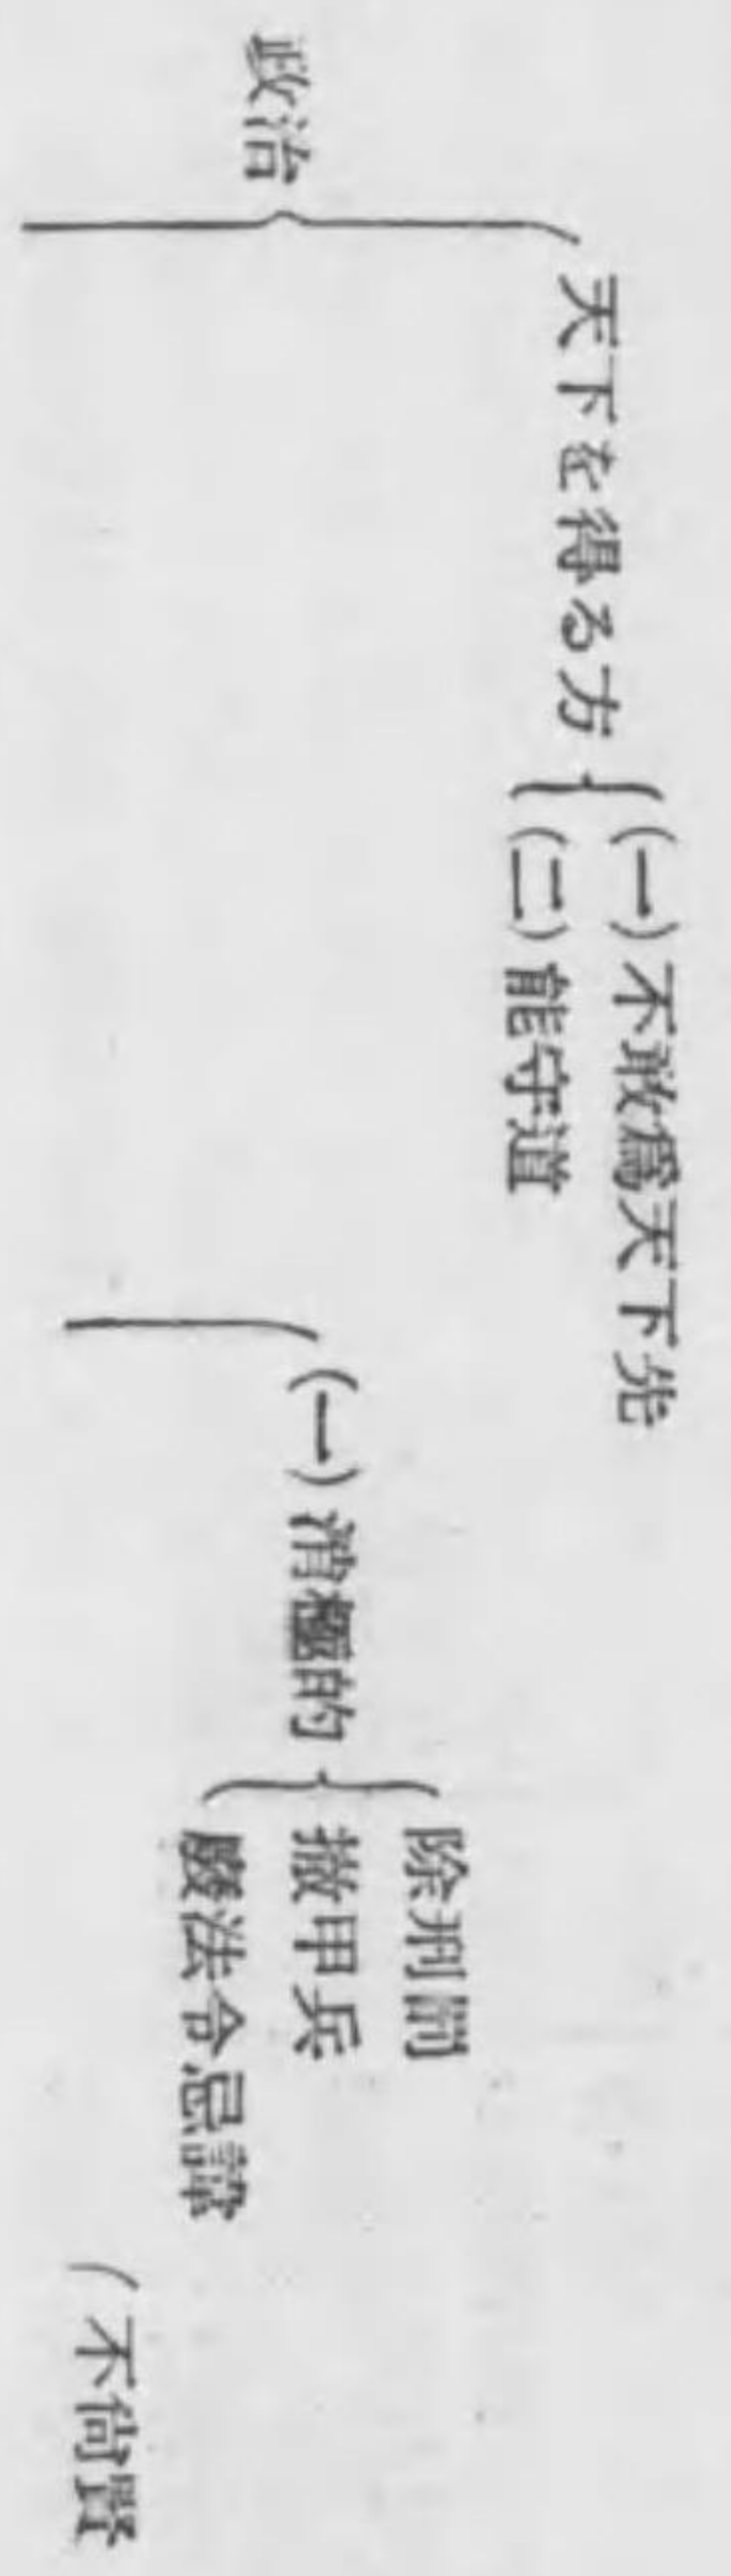 政治
天下を得る方
(一)不敢爲天下先
(二)能守道
(一)消極的
除刑罰
撤甲兵
廢法令忌諱
不尙賢